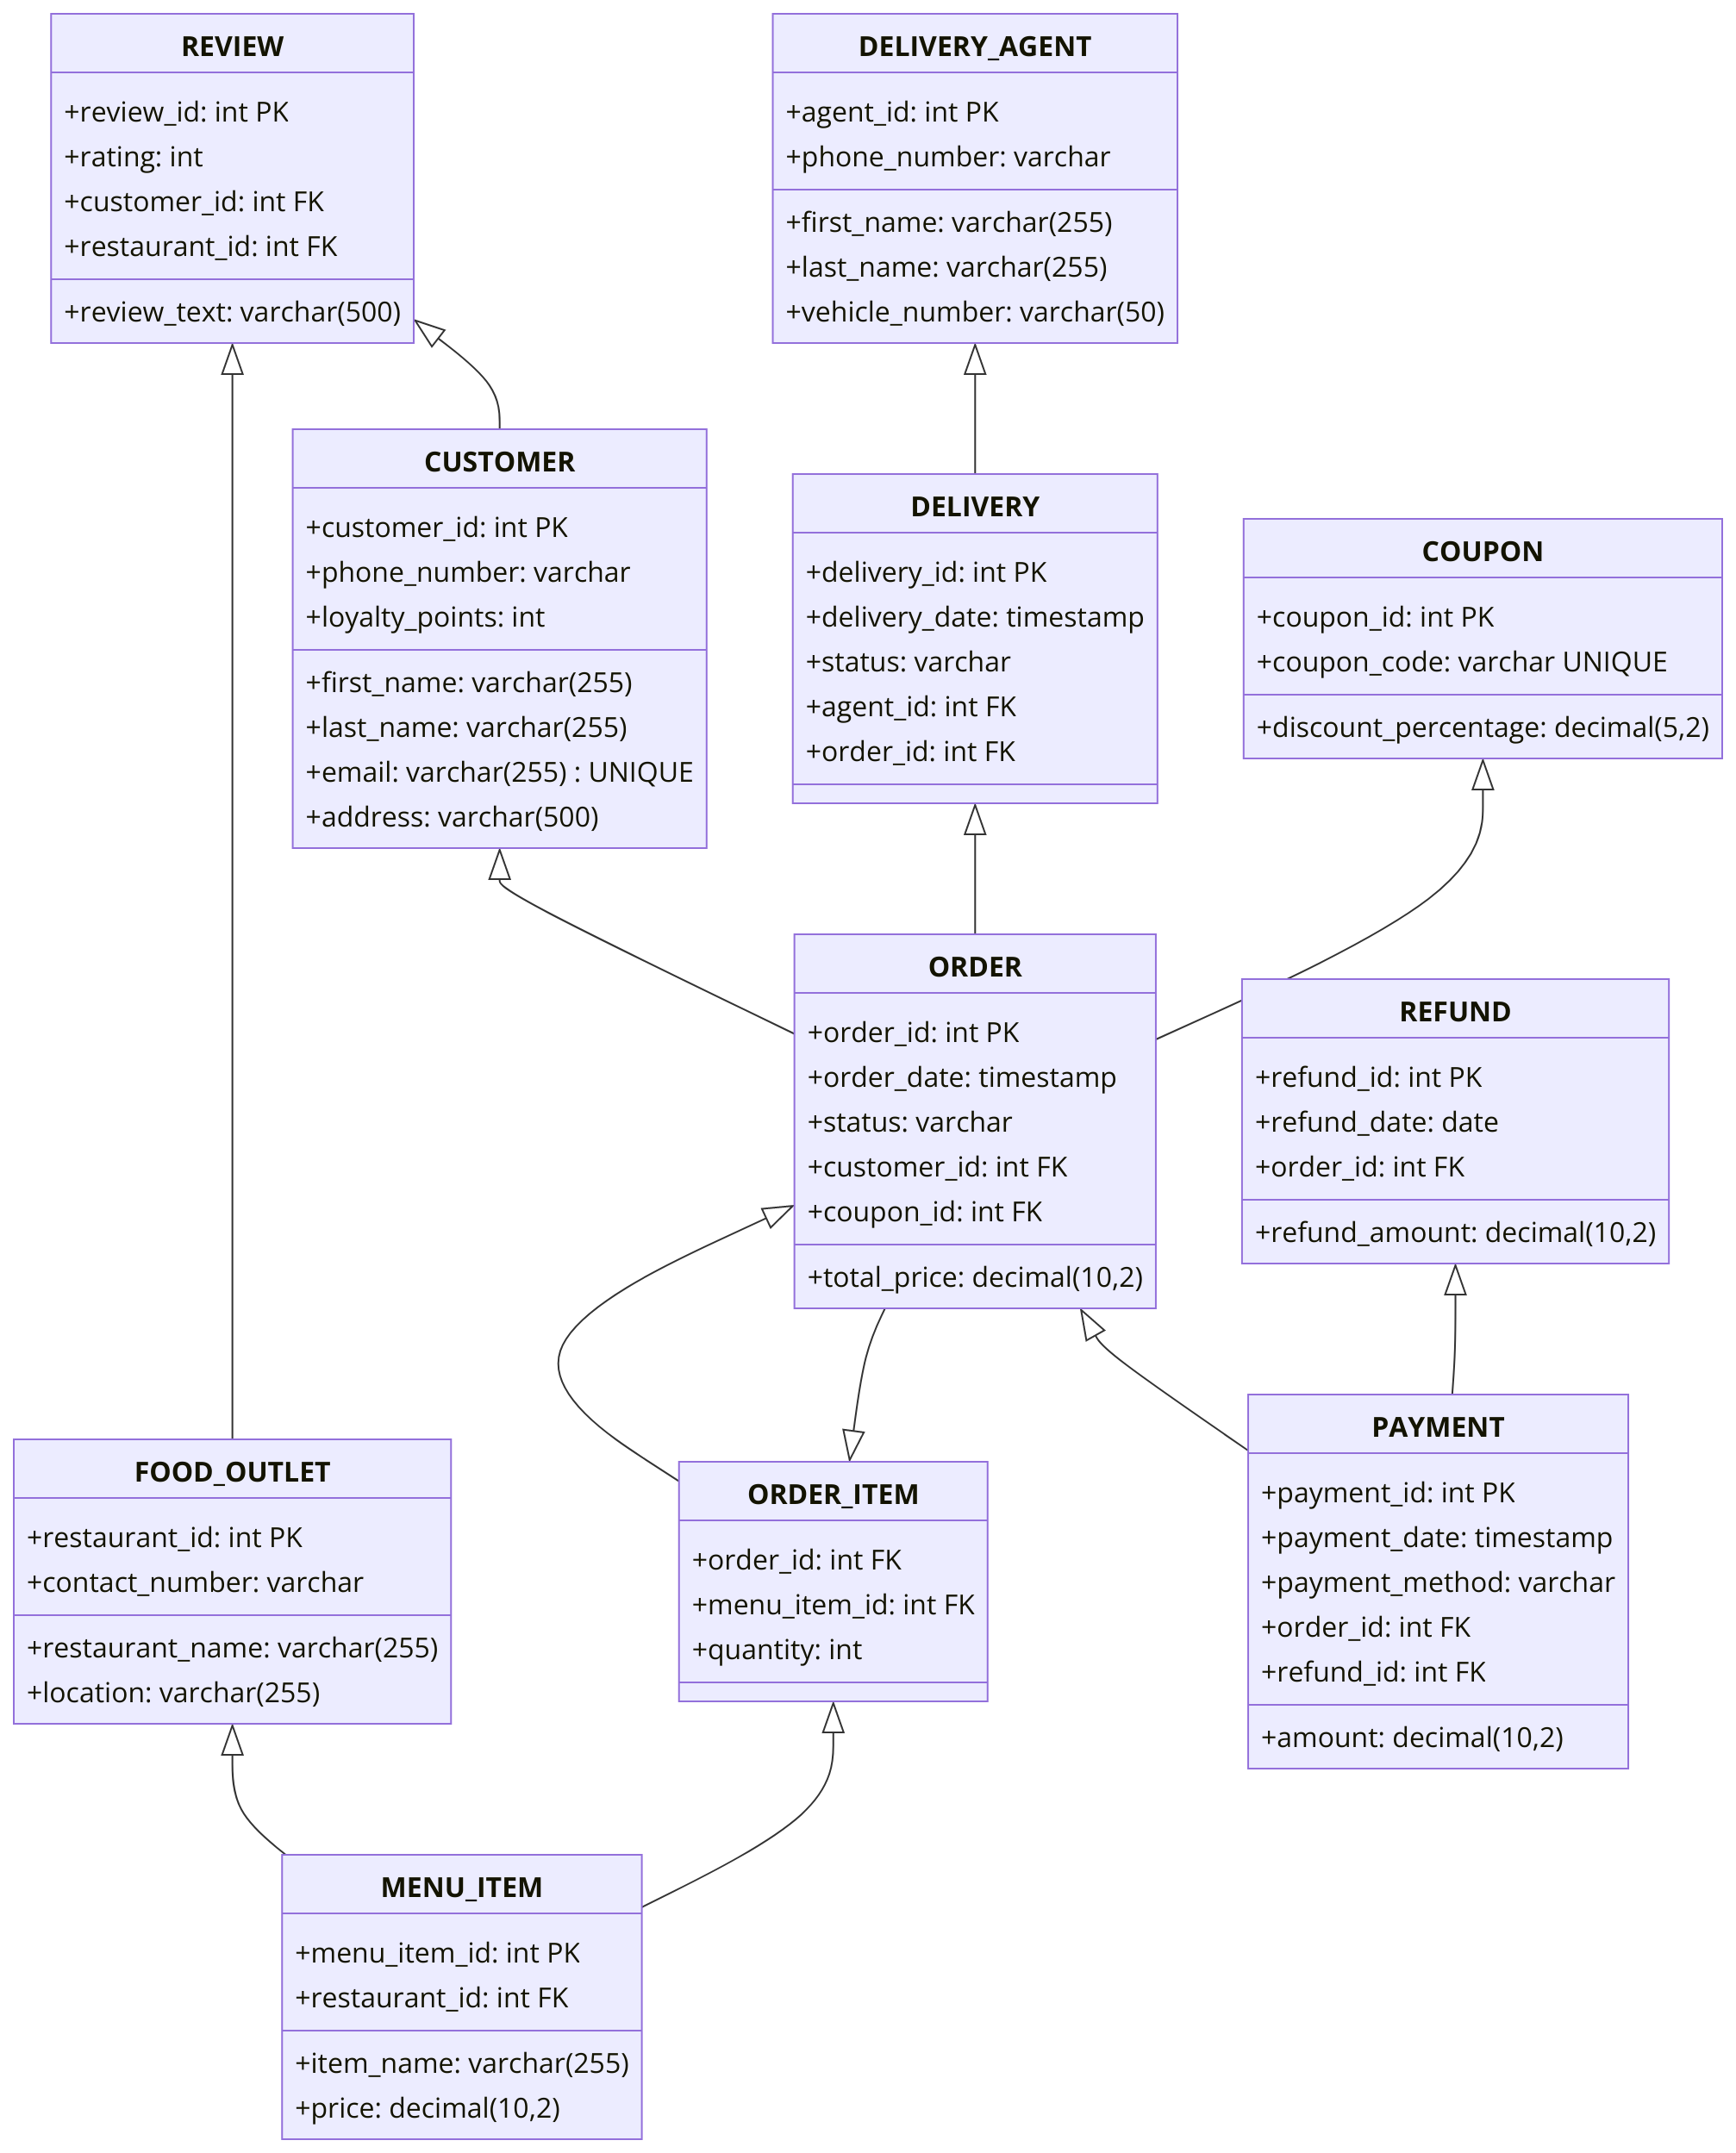 REVIEW
+review_id: int PK
+rating: int
+customer_id: int FK
+restaurant_id: int FK
+review_text: varchar(500)
DELIVERY_AGENT
+agent_id: int PK
+phone_number: varchar
+first_name: varchar(255)
+last_name: varchar(255)
+vehicle_number: varchar(50)
CUSTOMER
+customer_id: int PK
+phone_number: varchar
+loyalty_points: int
+first_name: varchar(255)
+last_name: varchar(255)
+email: varchar(255) : UNIQUE
+address: varchar(500)
DELIVERY
+delivery_id: int PK
+delivery_date: timestamp
+status: varchar
+agent_id: int FK
+order_id: int FK
COUPON
+coupon_id: int PK
+coupon_code: varchar UNIQUE
+discount_percentage: decimal(5,2)
ORDER
+order_id: int PK
+order_date: timestamp
+status: varchar
+customer_id: int FK
+coupon_id: int FK
+total_price: decimal(10,2)
REFUND
+refund_id: int PK
+refund_date: date
+order_id: int FK
+refund_amount: decimal(10,2)
FOOD_OUTLET
+restaurant_id: int PK
+contact_number: varchar
+restaurant_name: varchar(255)
+location: varchar(255)
ORDER_ITEM
+order_id: int FK
+menu_item_id: int FK
+quantity: int
PAYMENT
+payment_id: int PK
+payment_date: timestamp
+payment_method: varchar
+order_id: int FK
+refund_id: int FK
+amount: decimal(10,2)
MENU_ITEM
+menu_item_id: int PK
+restaurant_id: int FK
+item_name: varchar(255)
+price: decimal(10,2)